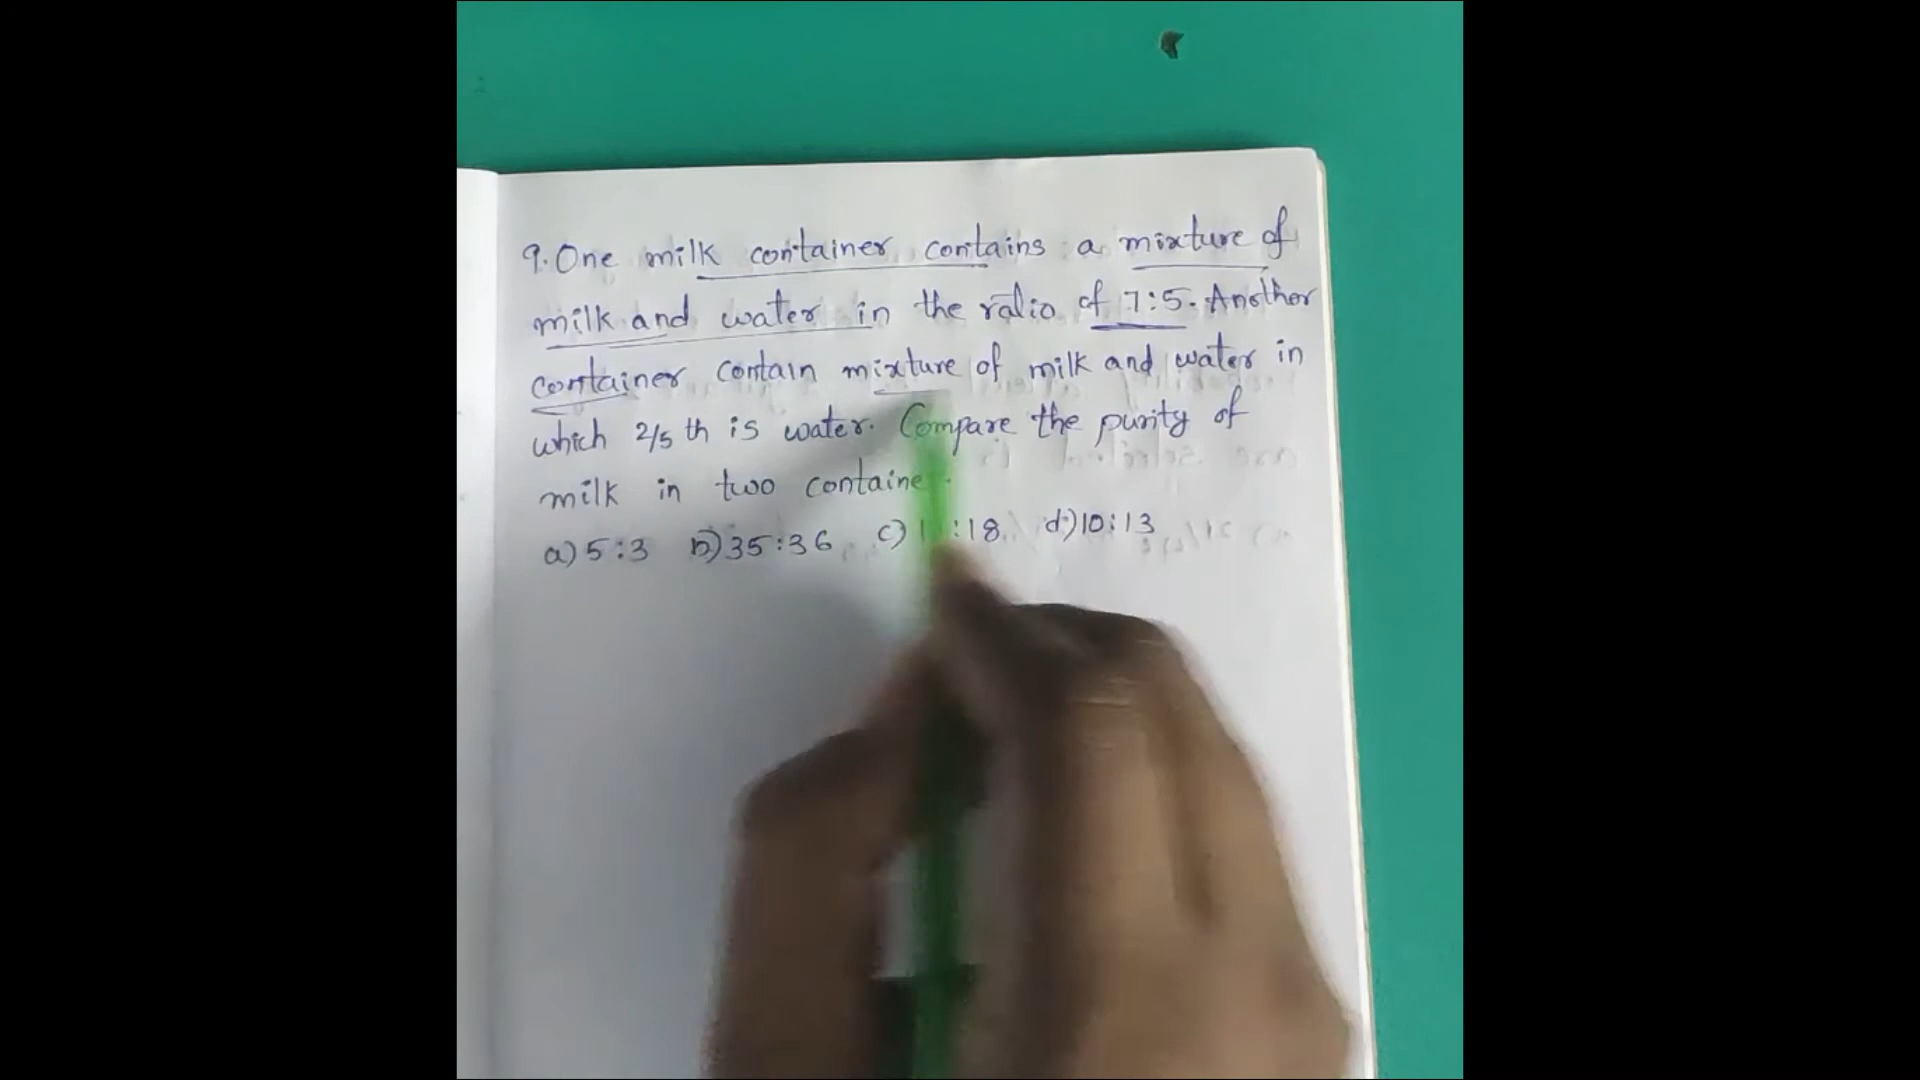 9. One milk container contains a mixture of
milk and water in the ratio of 7:5. Another
container contain mixture of milk and water in
which 2/5 th is water. Compare the purity of
milk in two
a) 5:3 b) 35:36 c) :18 d) 10:13